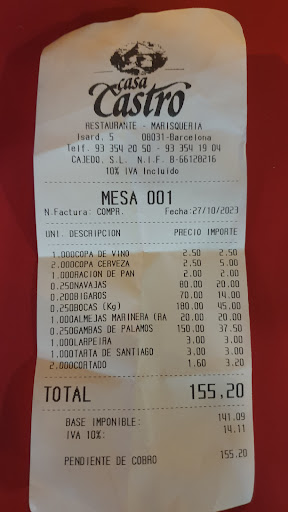 casa
Castro
RESTAURANTE - MARISQUERIA
Isard, 5 08031-Barcelona
Telf. 93 354 20 50 - 93 354 19 04
CAJEDO, S.L. N.I.F. B-66128216
10% IVA Incluido
MESA 001
N.Factura: COMPR. Fecha:27/10/2023
UNI. DESCRIPCION PRECIO IMPORTE
1.000COPA DE VINO 2.50 2.50
2.000COPA CERVEZA 2.50 5.00
1.000RACION DE PAN 2.00 2.00
0.250NAVAJAS 80.00 20.00
0.200BIGAROS 70.00 14.00
0.250BOCAS (Kg) 180.00 45.00
1.000ALMEJAS MARINERA (RA 20.00 20.00
0.250GAMBAS DE PALAMOS 150.00 37.50
1.000LARPEIRA 3.00 3.00
1.000TARTA DE SANTIAGO 3.00 3.00
2.000CORTADO 1.60 3.20
TOTAL 155,20
BASE IMPONIBLE: 141.09
IVA 10%: 14.11
PENDIENTE DE COBRO 155.20